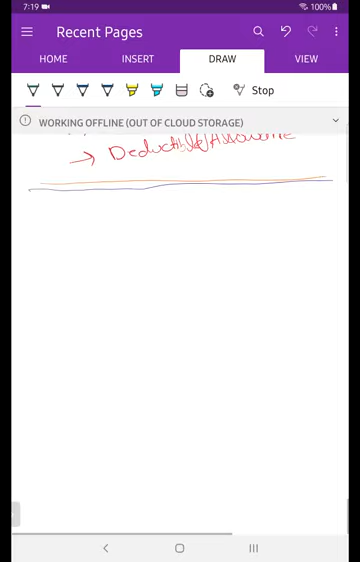 7:19 100%
Recent Pages
HOME INSERT DRAW VIEW
Stop
WORKING OFFLINE (OUT OF CLOUD STORAGE)
→ Deductible/Allowable